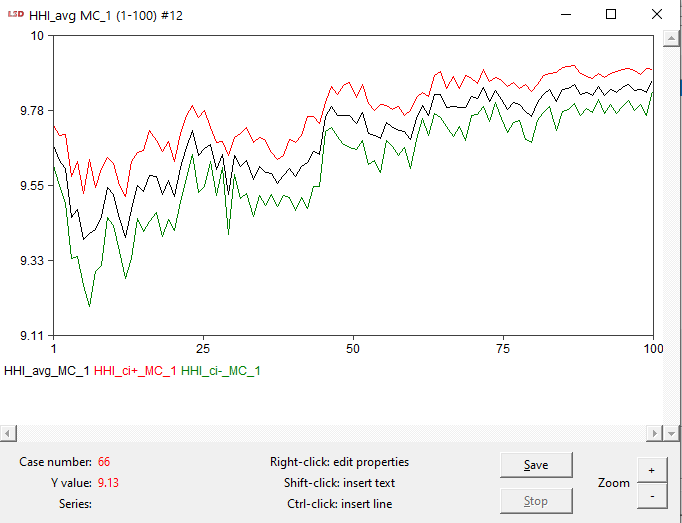 LSD HHI_avg MC_1 (1-100) #12
10
9.78
9.55
9.33
9.11
1 25 50 75 100
HHI_avg_MC_1 HHI_ci+_MC_1 HHI_ci-_MC_1
Case number: 66 Right-click: edit properties Save
Y value: 9.13 Shift-click: insert text Zoom +
Series: Ctrl-click: insert line Stop -